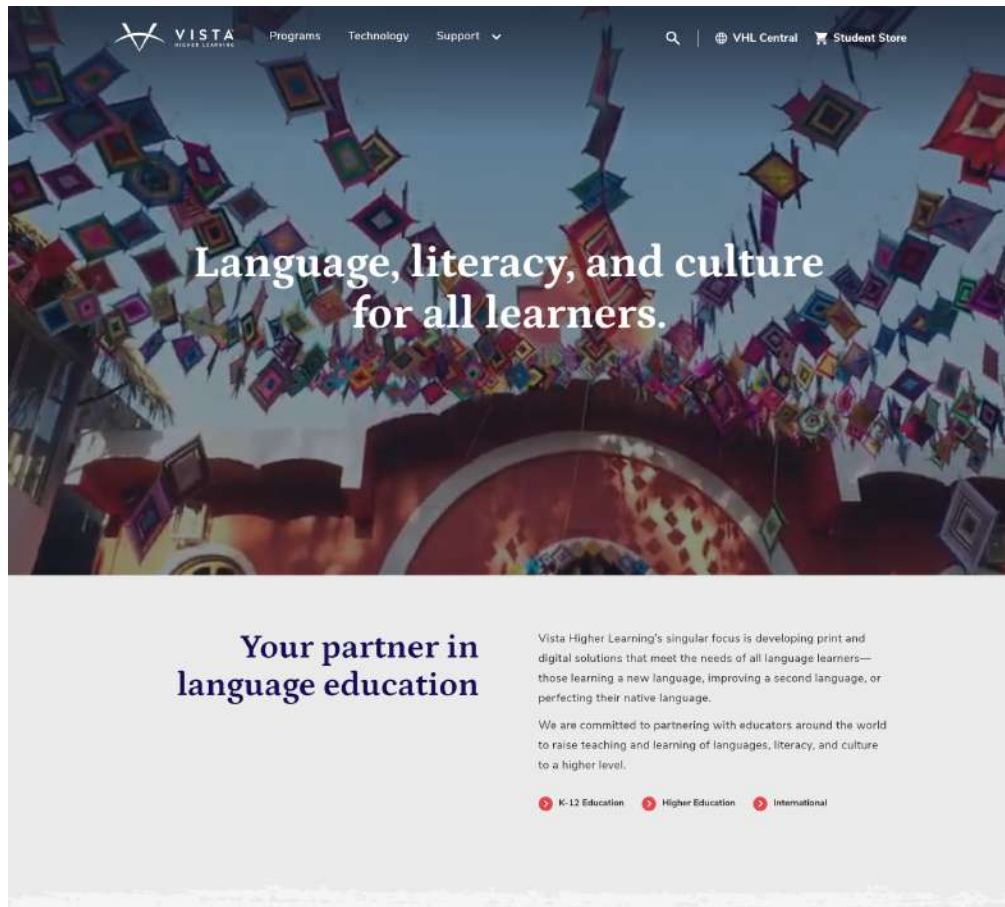 VISTA
HIGHER LEARNING
Programs
Technology
Support
VHL Central
Student Store
Language, literacy, and culture
for all learners.
Your partner in
language education
Vista Higher Learning's singular focus is developing print and
digital solutions that meet the needs of all language learners—
those learning a new language, improving a second language, or
perfecting their native language.
We are committed to partnering with educators around the world
to raise teaching and learning of languages, literacy, and culture
to a higher level.
K-12 Education
Higher Education
International